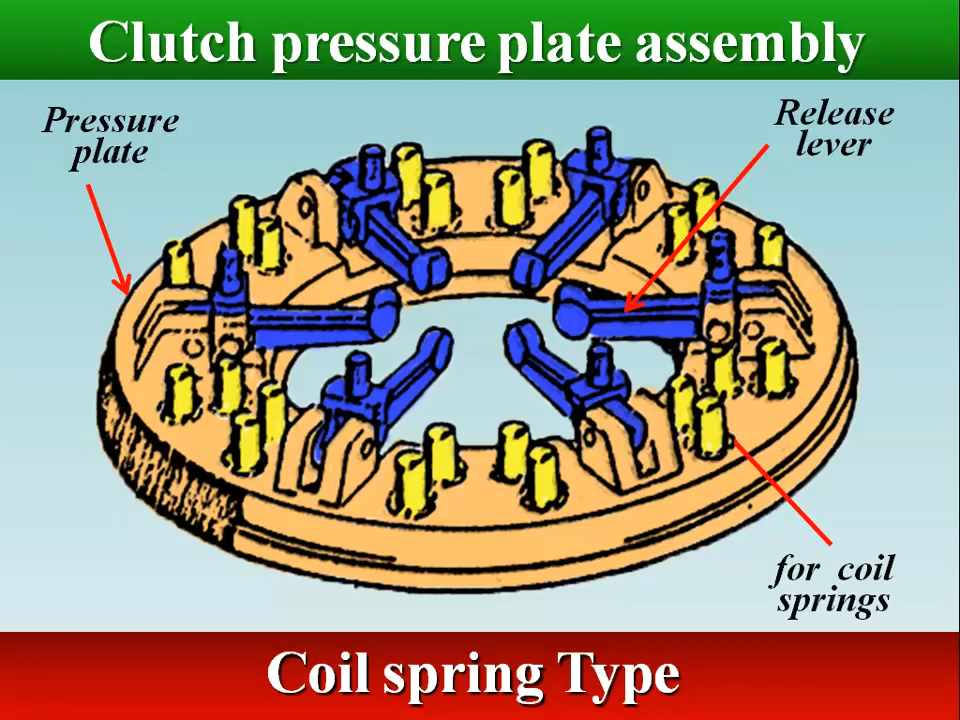 Clutch pressure plate assembly
Pressure
plate
Release
lever
for coil
springs
Coil spring Type